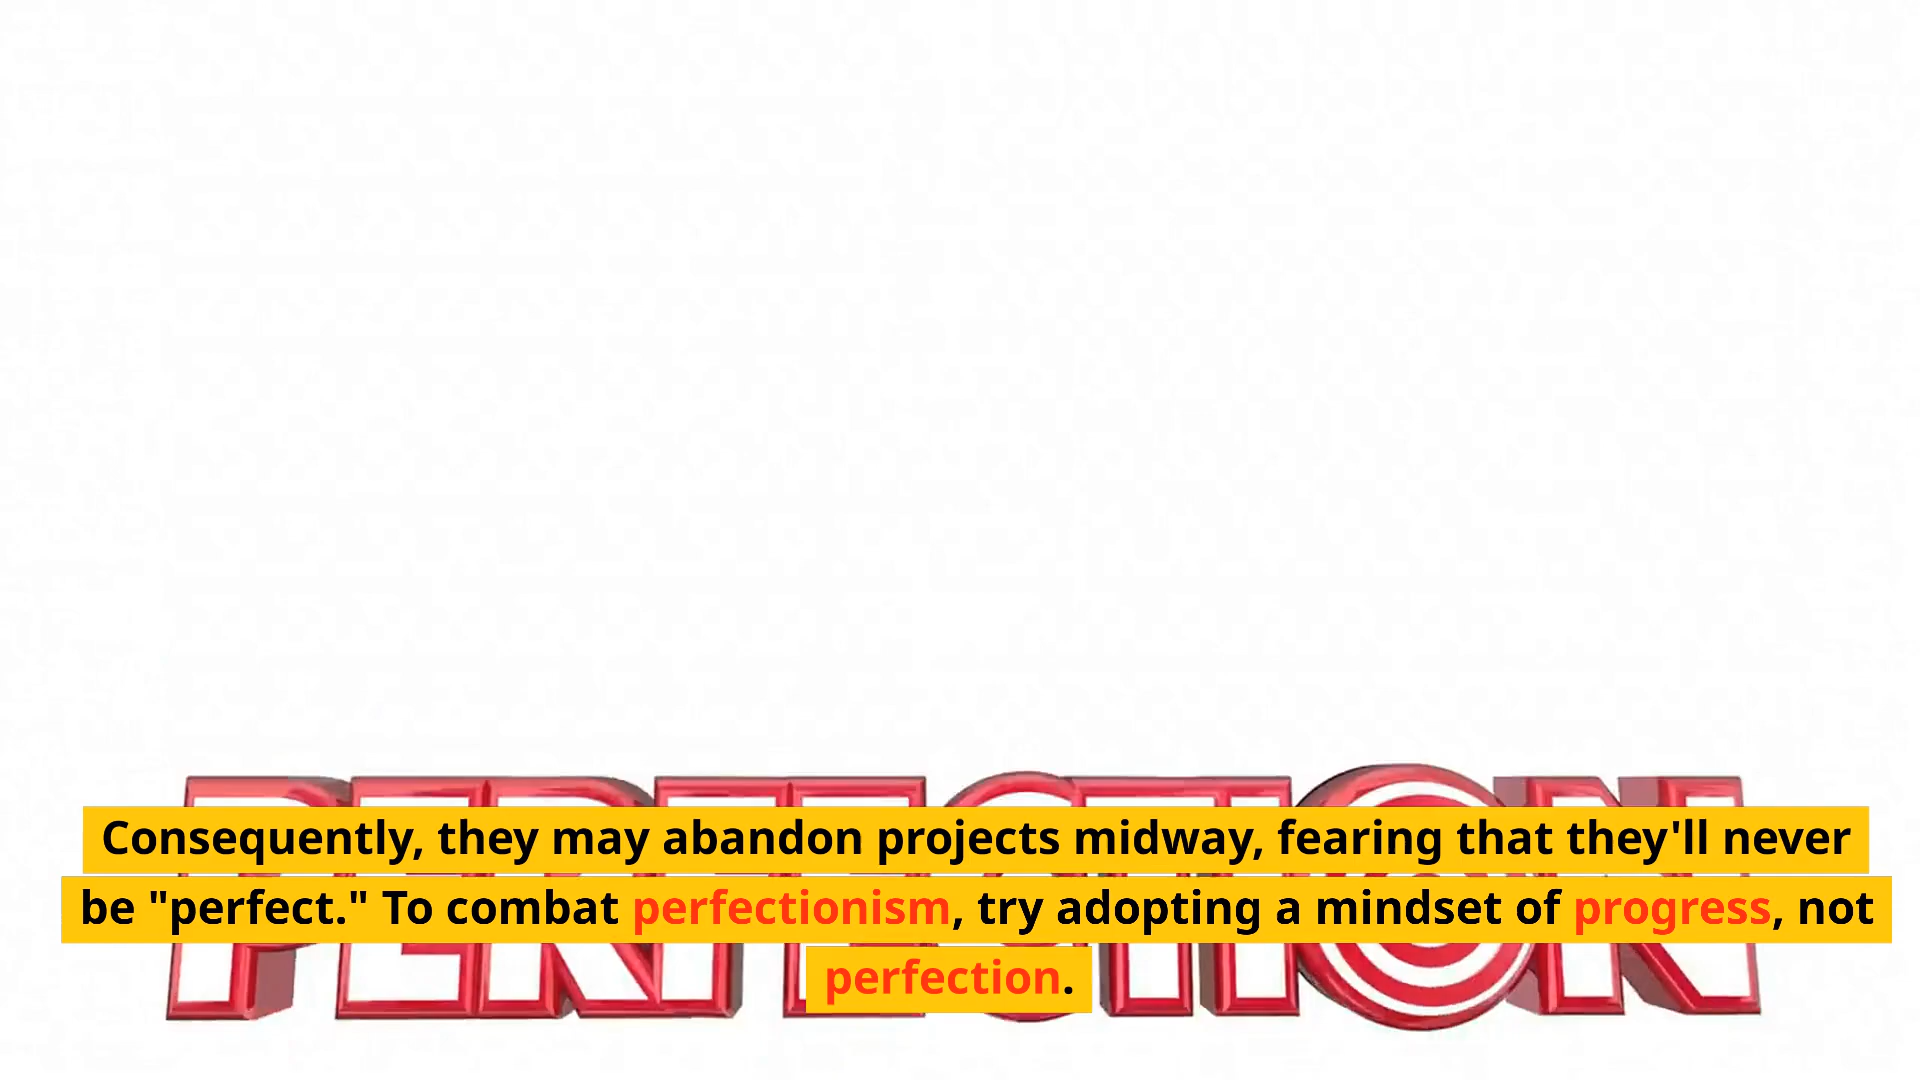 PERFECTION
Consequently, they may abandon projects midway, fearing that they'll never
be "perfect." To combat perfectionism, try adopting a mindset of progress, not
perfection.